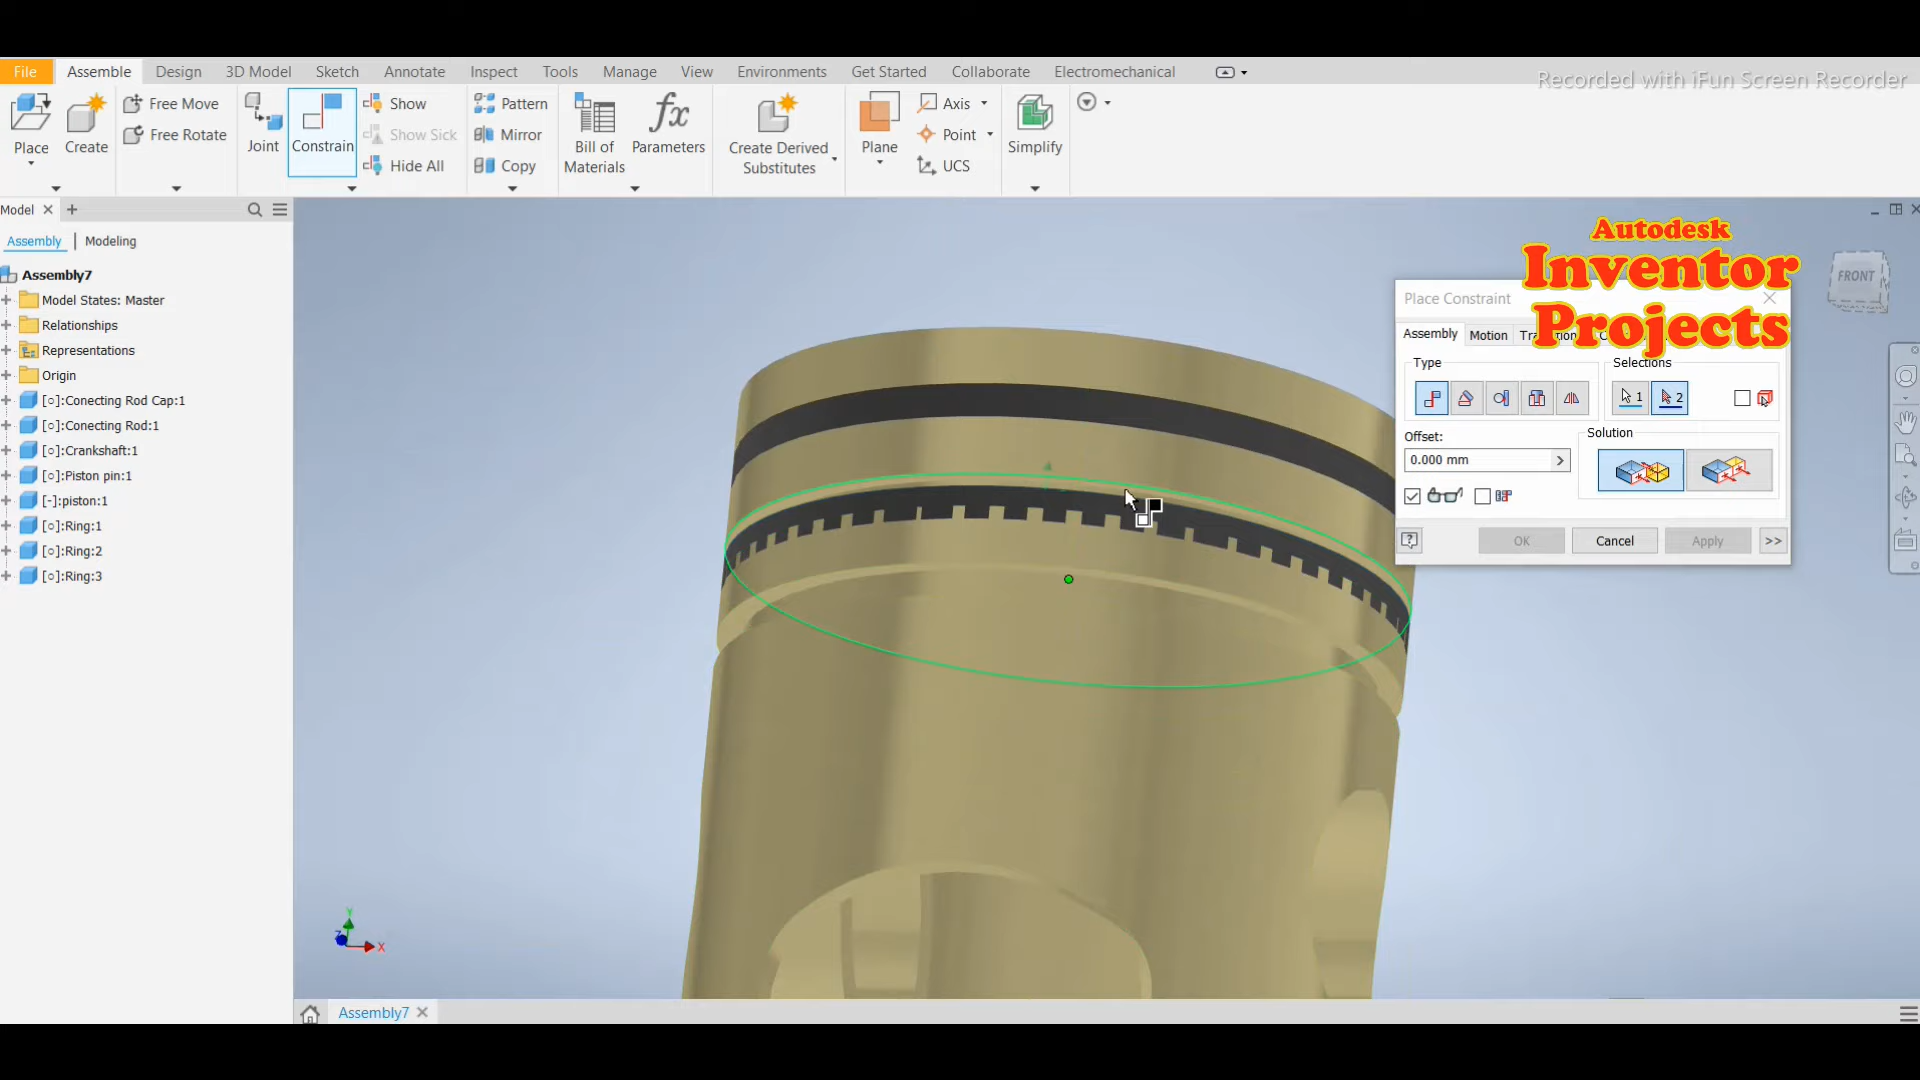 File Assemble Design 3D Model Sketch Annotate Inspect Tools Manage View Environments Get Started Collaborate Electromechanical
Recorded with iFun Screen Recorder
Place
Create
Free Move
Free Rotate
Joint
Constrain
Show
Show Sick
Hide All
Pattern
Mirror
Copy
Bill of
Materials
fx
Parameters
Create Derived
Substitutes
Plane
Axis
Point
UCS
Simplify
Model
Assembly | Modeling
Assembly7
Model States: Master
Relationships
Representations
Origin
[○]:Conecting Rod Cap:1
[○]:Conecting Rod:1
[○]:Crankshaft:1
[○]:Piston pin:1
[-]:piston:1
[○]:Ring:1
[○]:Ring:2
[○]:Ring:3
Autodesk
Inventor
Projects
FRONT
Place Constraint
Assembly Motion
Type
Selections
1
2
Offset:
0.000 mm
Solution
OK
Cancel
Apply
>>
Y
Z
X
Assembly7